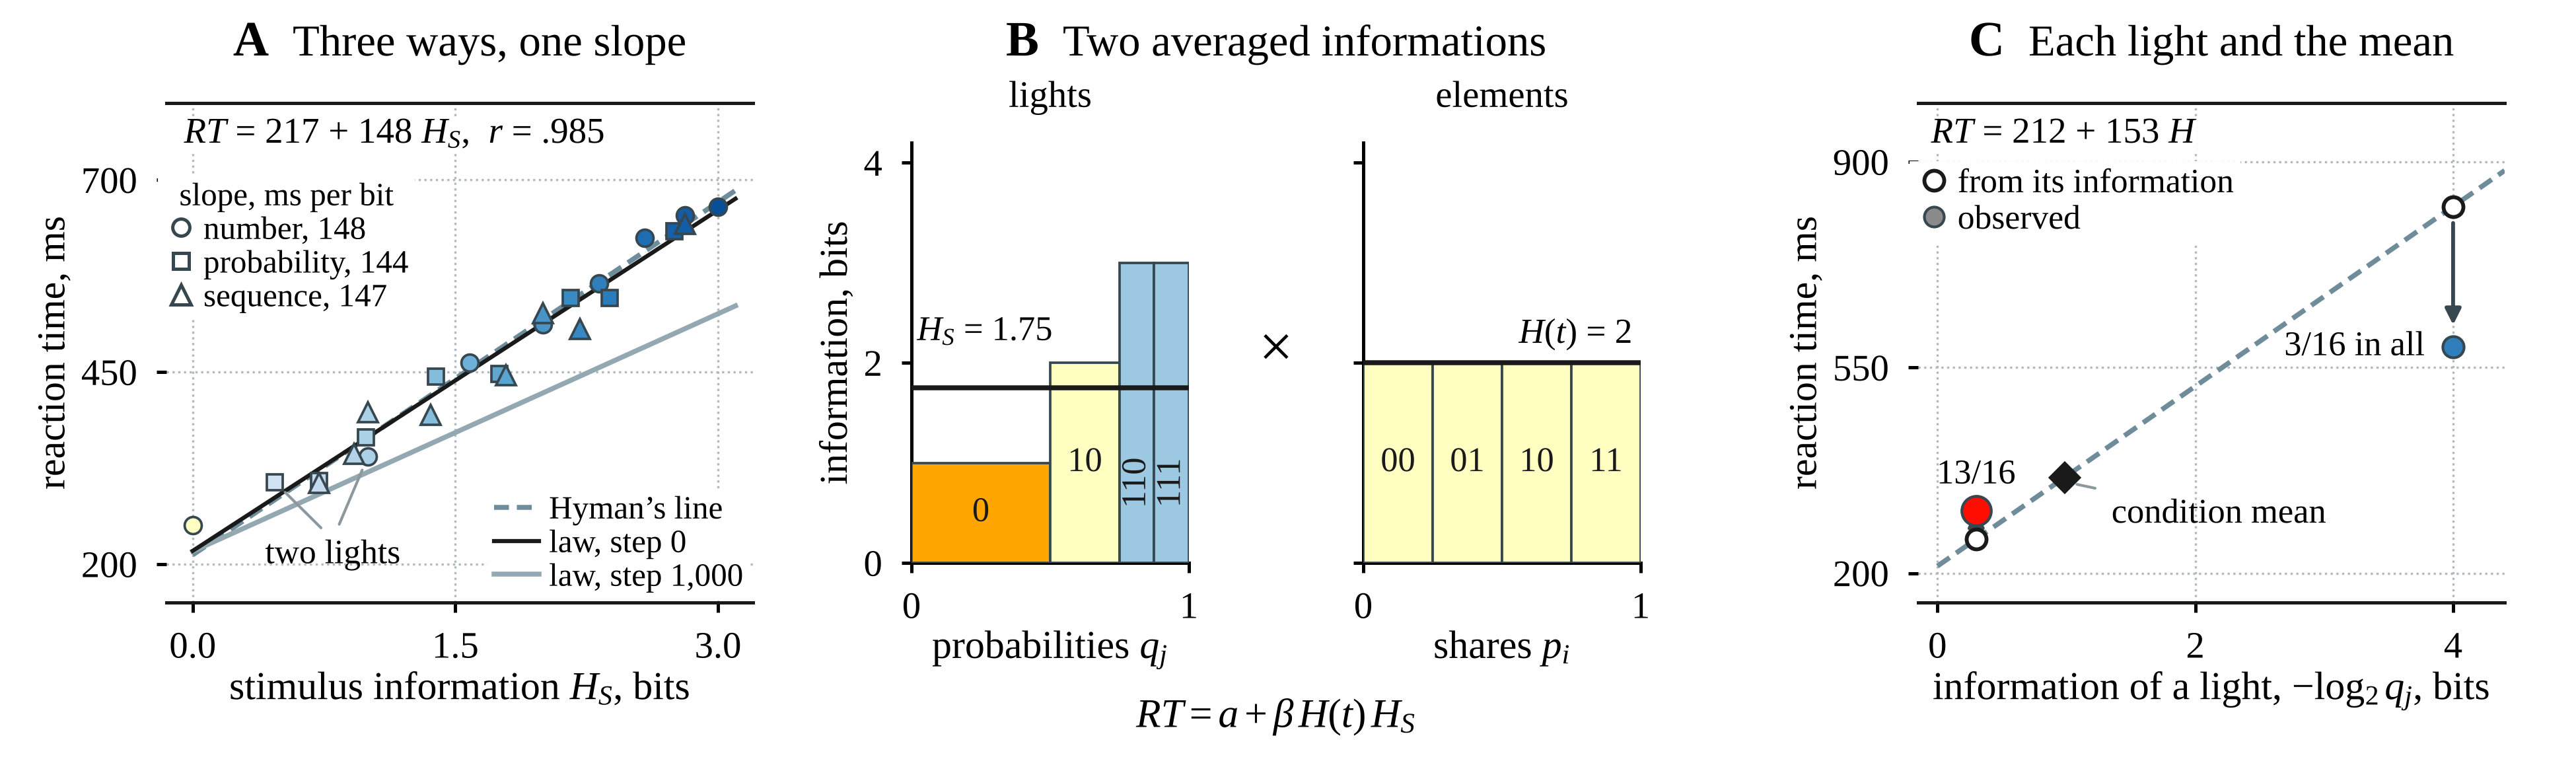 A Three ways, one slope
RT = 217 + 148 H_S, r = .985
slope, ms per bit
number, 148
probability, 144
sequence, 147
two lights
Hyman’s line
law, step 0
law, step 1,000
700
450
200
0.0 1.5 3.0
reaction time, ms
stimulus information H_S, bits
B Two averaged informations
lights
elements
H_S = 1.75
H(t) = 2
4
2
0
0
10
110
111
×
00 01 10 11
0 1
0 1
information, bits
probabilities q_j
shares p_i
RT = a + β H(t) H_S
C Each light and the mean
RT = 212 + 153 H
from its information
observed
3/16 in all
13/16
condition mean
900
550
200
0 2 4
reaction time, ms
information of a light, −log₂ q_j, bits